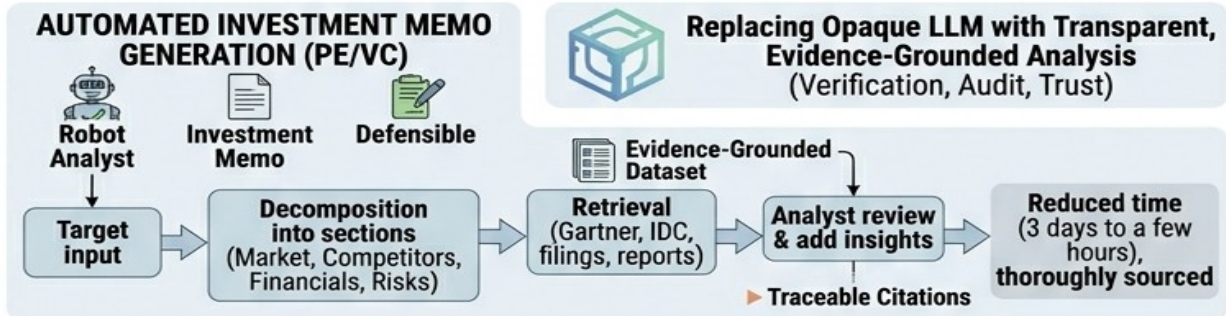 AUTOMATED INVESTMENT MEMO
GENERATION (PE/VC)
Robot
Analyst
Investment
Memo
Defensible
Replacing Opaque LLM with Transparent,
Evidence-Grounded Analysis
(Verification, Audit, Trust)
Target
input
Decomposition
into sections
(Market, Competitors,
Financials, Risks)
Evidence-Grounded
Dataset
Retrieval
(Gartner, IDC,
filings, reports)
Analyst review
& add insights
Traceable Citations
Reduced time
(3 days to a few
hours),
thoroughly sourced